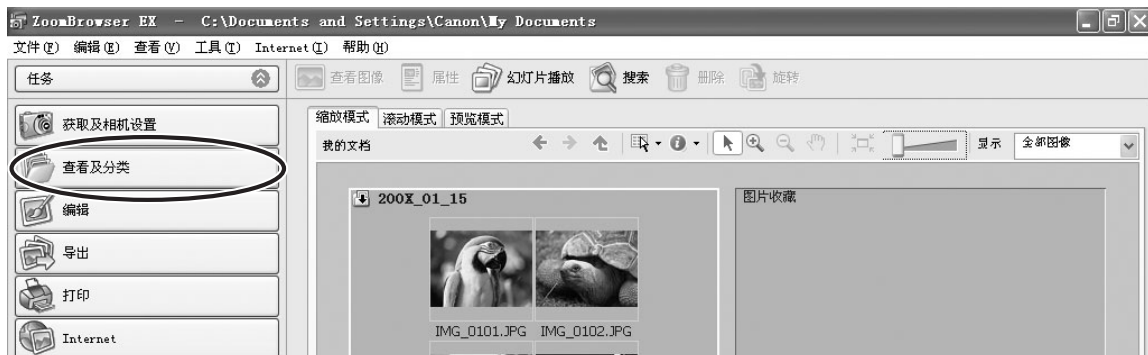 ZoomBrowser EX － C:\Documents and Settings\Canon\My Documents
文件(F) 编辑(E) 查看(V) 工具(T) Internet(I) 帮助(H)
任务
查看图像 属性 幻灯片播放 搜索 删除 旋转
获取及相机设置
缩放模式 滚动模式 预览模式
我的文档 显示 全部图像
查看及分类
200X_01_15 图片收藏
编辑
导出
打印
IMG_0101.JPG IMG_0102.JPG
Internet